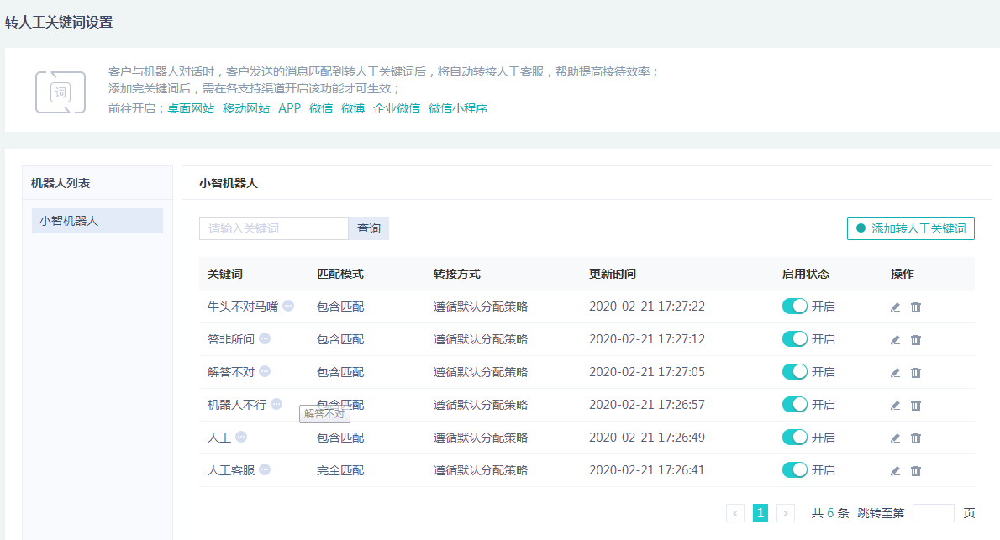 转人工关键词设置
词
客户与机器人对话时，客户发送的消息匹配到转人工关键词后，将自动转接人工客服，帮助提高接待效率；
添加完关键词后，需在各支持渠道开启该功能才可生效；
前往开启：桌面网站 移动网站 APP 微信 微博 企业微信 微信小程序
机器人列表
小智机器人
小智机器人
请输入关键词 查询 添加转人工关键词
关键词 匹配模式 转接方式 更新时间 启用状态 操作
牛头不对马嘴 包含匹配 遵循默认分配策略 2020-02-21 17:27:22 开启
答非所问 包含匹配 遵循默认分配策略 2020-02-21 17:27:12 开启
解答不对 包含匹配 遵循默认分配策略 2020-02-21 17:27:05 开启
机器人不行 包含匹配 遵循默认分配策略 2020-02-21 17:26:57 开启
解答不对
人工 包含匹配 遵循默认分配策略 2020-02-21 17:26:49 开启
人工客服 完全匹配 遵循默认分配策略 2020-02-21 17:26:41 开启
< 1 > 共 6 条 跳转至第 页